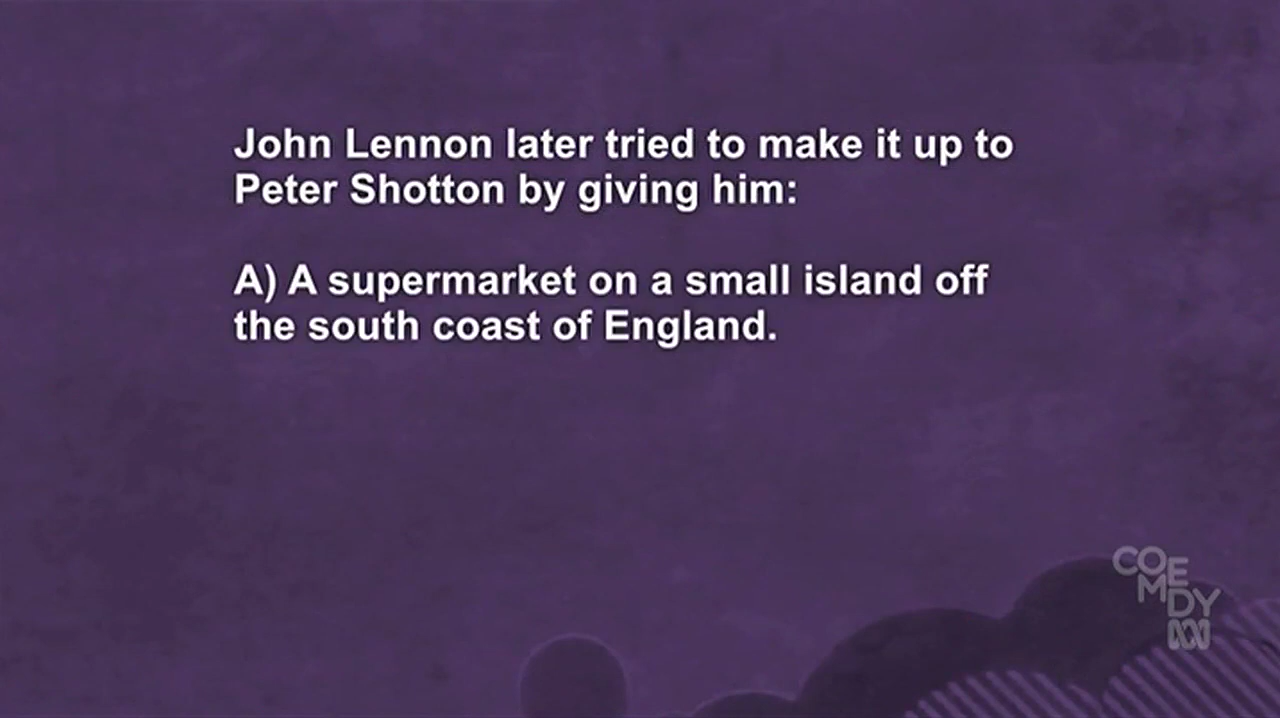 John Lennon later tried to make it up to
Peter Shotton by giving him:
A) A supermarket on a small island off
the south coast of England.
COMEDY